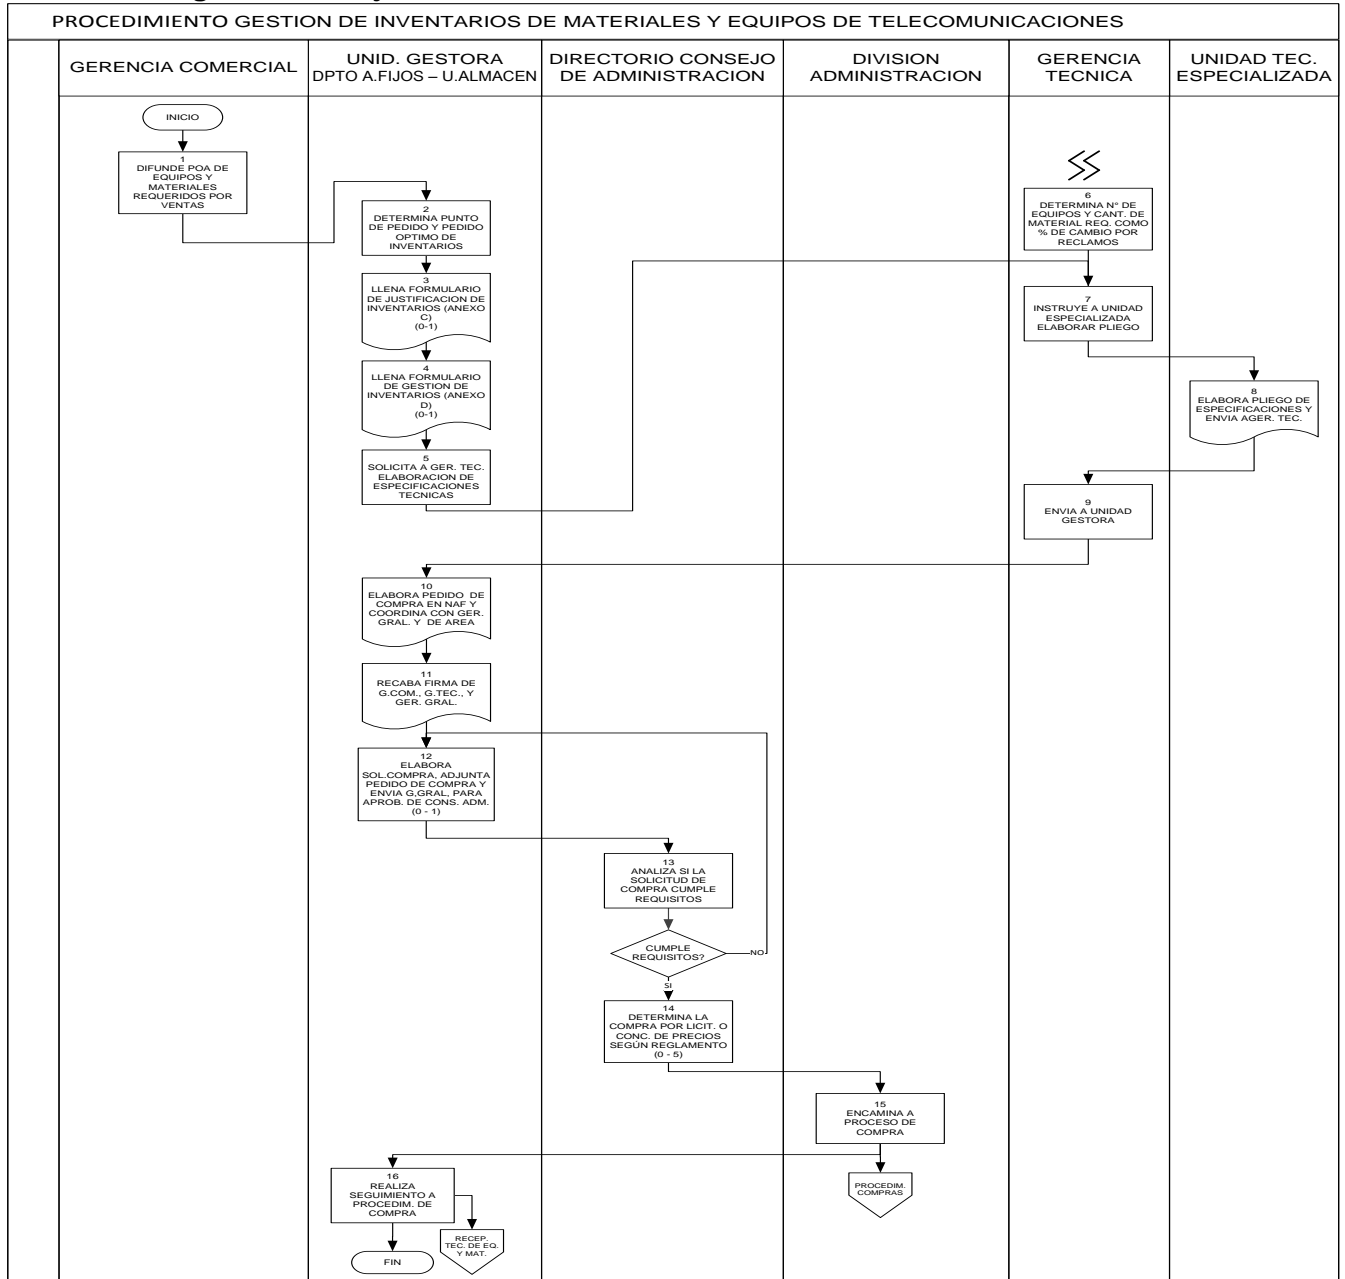 PROCEDIMIENTO GESTION DE INVENTARIOS DE MATERIALES Y EQUIPOS DE TELECOMUNICACIONES
GERENCIA COMERCIAL
UNID. GESTORA
DPTO A.FIJOS – U.ALMACEN
DIRECTORIO CONSEJO
DE ADMINISTRACION
DIVISION
ADMINISTRACION
GERENCIA
TECNICA
UNIDAD TEC.
ESPECIALIZADA
INICIO
1
DIFUNDE POA DE
EQUIPOS Y
MATERIALES
REQUERIDOS POR
VENTAS
2
DETERMINA PUNTO
DE PEDIDO Y PEDIDO
OPTIMO DE
INVENTARIOS
3
LLENA FORMULARIO
DE JUSTIFICACION DE
INVENTARIOS (ANEXO
C)
(0-1)
4
LLENA FORMULARIO
DE GESTION DE
INVENTARIOS (ANEXO
D)
(0-1)
5
SOLICITA A GER. TEC.
ELABORACION DE
ESPECIFICACIONES
TECNICAS
6
DETERMINA N° DE
EQUIPOS Y CANT. DE
MATERIAL REQ. COMO
% DE CAMBIO POR
RECLAMOS
7
INSTRUYE A UNIDAD
ESPECIALIZADA
ELABORAR PLIEGO
8
ELABORA PLIEGO DE
ESPECIFICACIONES Y
ENVIA AGER. TEC.
9
ENVIA A UNIDAD
GESTORA
10
ELABORA PEDIDO DE
COMPRA EN NAF Y
COORDINA CON GER.
GRAL. Y DE AREA
11
RECABA FIRMA DE
G.COM., G.TEC., Y
GER. GRAL.
12
ELABORA
SOL.COMPRA, ADJUNTA
PEDIDO DE COMPRA Y
ENVIA G,GRAL, PARA
APROB. DE CONS. ADM.
(0 - 1)
13
ANALIZA SI LA
SOLICITUD DE
COMPRA CUMPLE
REQUISITOS
CUMPLE
REQUISITOS?
NO
SI
14
DETERMINA LA
COMPRA POR LICIT. O
CONC. DE PRECIOS
SEGÚN REGLAMENTO
(0 - 5)
15
ENCAMINA A
PROCESO DE
COMPRA
PROCEDIM.
COMPRAS
16
REALIZA
SEGUIMIENTO A
PROCEDIM. DE
COMPRA
RECEP.
TEC. DE EQ.
Y MAT.
FIN